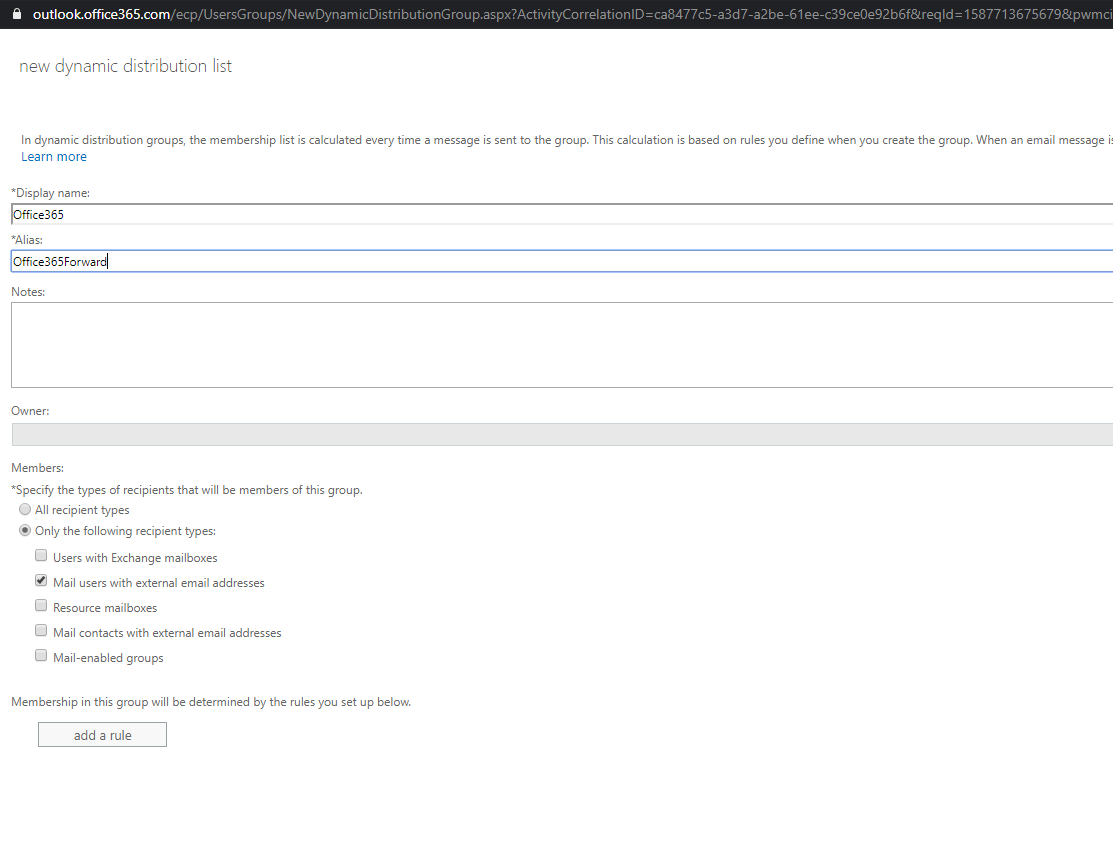 outlook.office365.com/ecp/UsersGroups/NewDynamicDistributionGroup.aspx?ActivityCorrelationID=ca8477c5-a3d7-a2be-61ee-c39ce0e92b6f&reqId=1587713675679&pwmci
new dynamic distribution list
In dynamic distribution groups, the membership list is calculated every time a message is sent to the group. This calculation is based on rules you define when you create the group. When an email message is
Learn more
*Display name:
Office365
*Alias:
Office365Forward
Notes:
Owner:
Members:
*Specify the types of recipients that will be members of this group.
All recipient types
Only the following recipient types:
Users with Exchange mailboxes
Mail users with external email addresses
Resource mailboxes
Mail contacts with external email addresses
Mail-enabled groups
Membership in this group will be determined by the rules you set up below.
add a rule